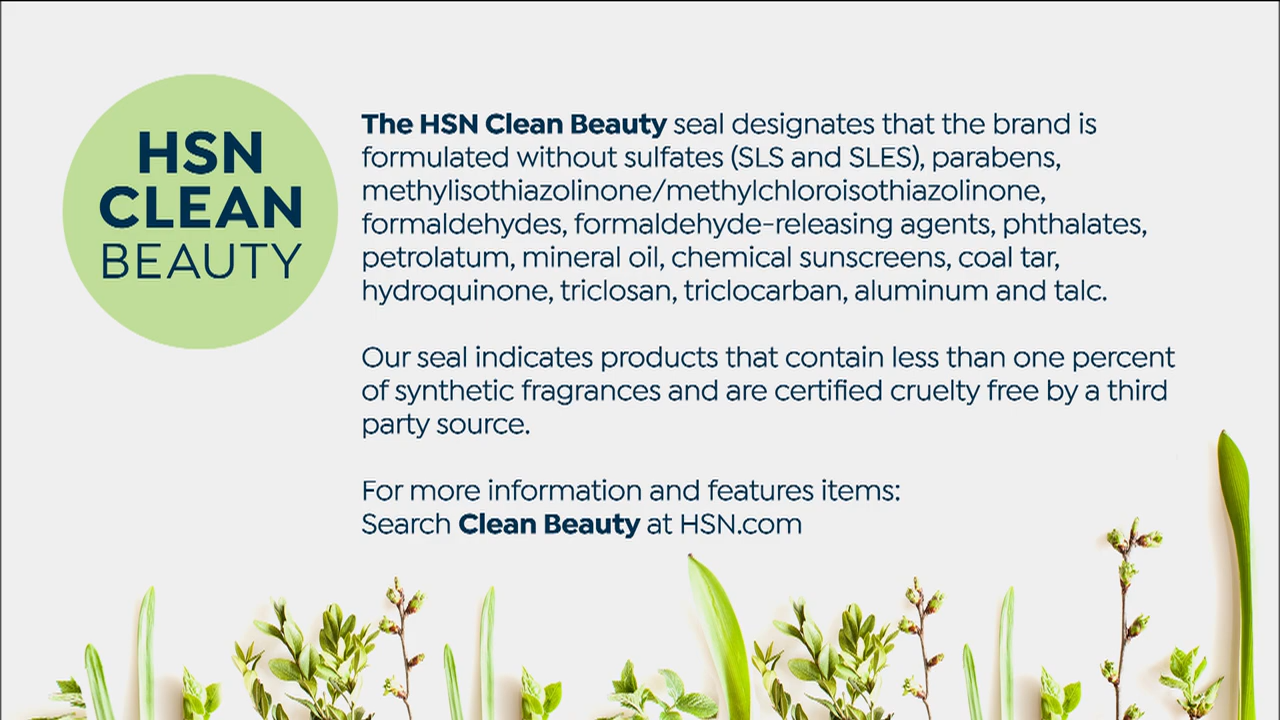 HSN
CLEAN
BEAUTY
The HSN Clean Beauty seal designates that the brand is
formulated without sulfates (SLS and SLES), parabens,
methylisothiazolinone/methylchloroisothiazolinone,
formaldehydes, formaldehyde-releasing agents, phthalates,
petrolatum, mineral oil, chemical sunscreens, coal tar,
hydroquinone, triclosan, triclocarban, aluminum and talc.
Our seal indicates products that contain less than one percent
of synthetic fragrances and are certified cruelty free by a third
party source.
For more information and features items:
Search Clean Beauty at HSN.com